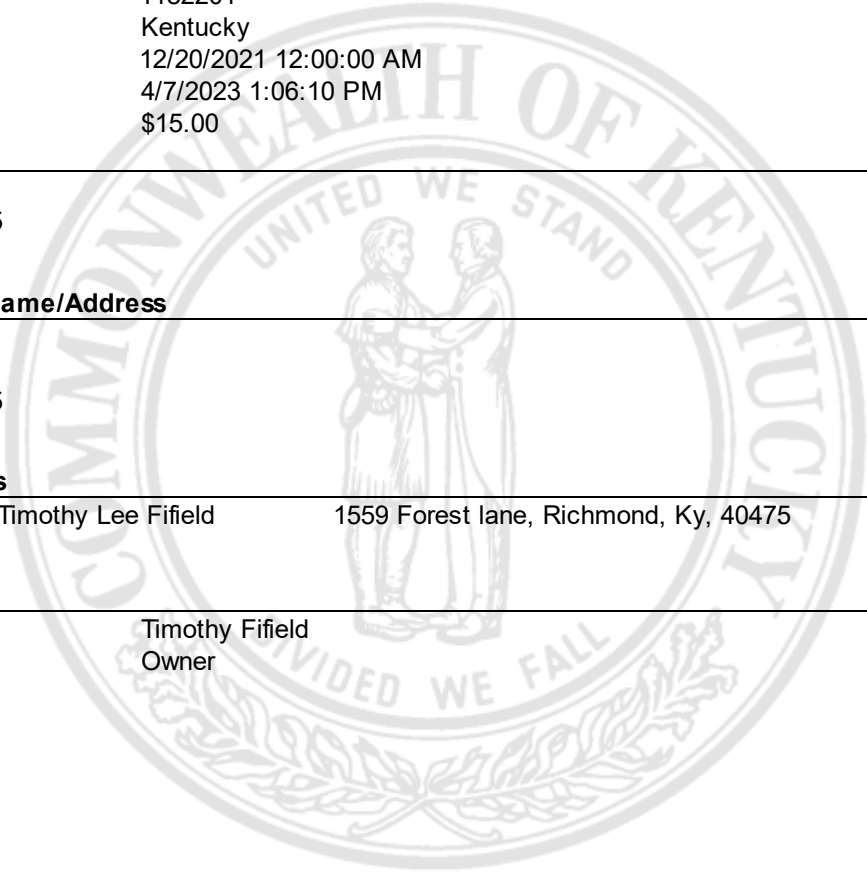 Kentucky
12/20/2021 12:00:00 AM
4/7/2023 1:06:10 PM
$15.00
COMMONWEALTH OF KENTUCKY
UNITED WE STAND
ame/Address
s
Timothy Lee Fifield 1559 Forest lane, Richmond, Ky, 40475
Timothy Fifield
Owner
DIVIDED WE FALL